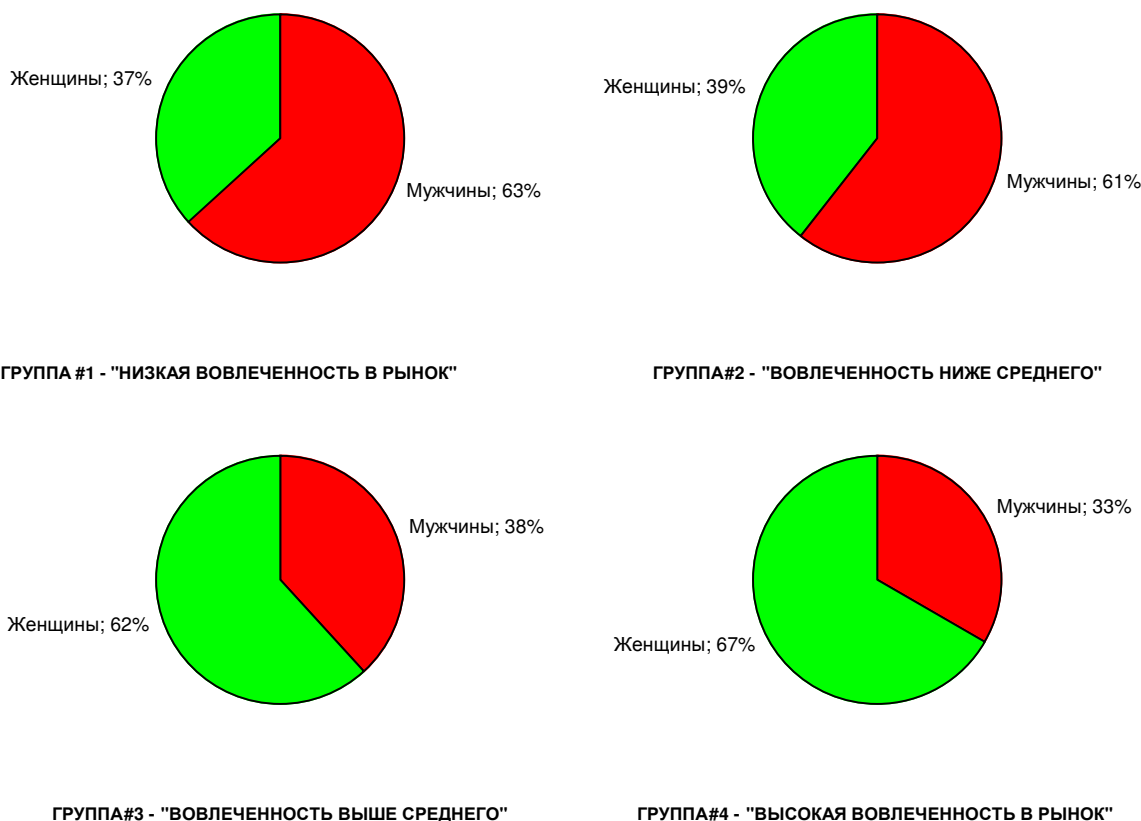 Женщины; 37%
Мужчины; 63%
ГРУППА #1 - "НИЗКАЯ ВОВЛЕЧЕННОСТЬ В РЫНОК"
Женщины; 39%
Мужчины; 61%
ГРУППА#2 - "ВОВЛЕЧЕННОСТЬ НИЖЕ СРЕДНЕГО"
Мужчины; 38%
Женщины; 62%
ГРУППА#3 - "ВОВЛЕЧЕННОСТЬ ВЫШЕ СРЕДНЕГО"
Мужчины; 33%
Женщины; 67%
ГРУППА#4 - "ВЫСОКАЯ ВОВЛЕЧЕННОСТЬ В РЫНОК"